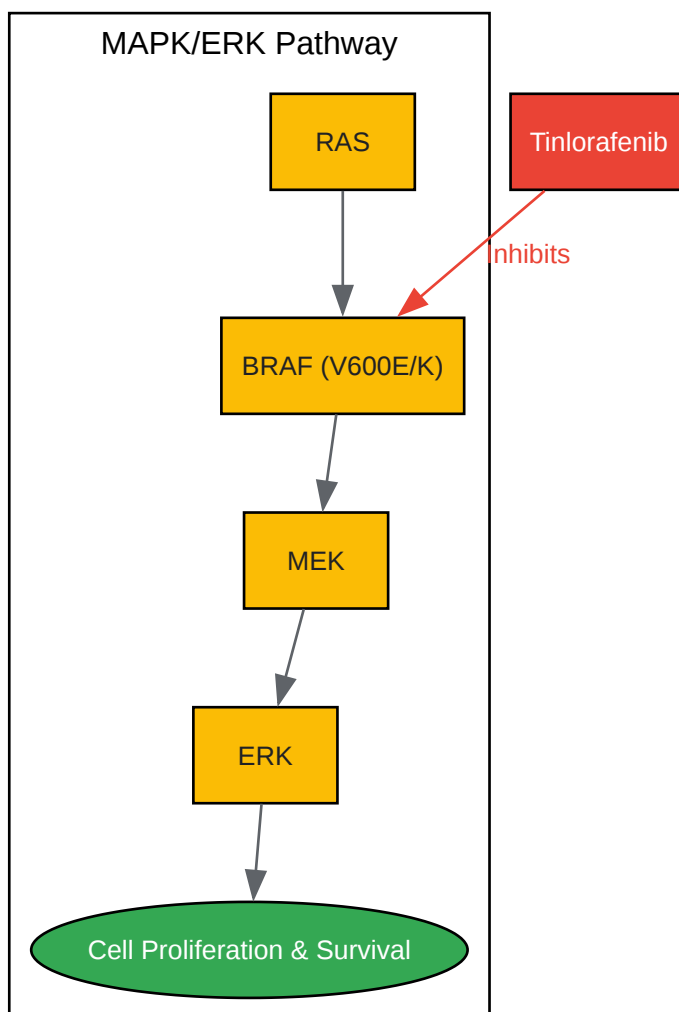 MAPK/ERK Pathway
RAS
Tinlorafenib
Inhibits
BRAF (V600E/K)
MEK
ERK
Cell Proliferation & Survival